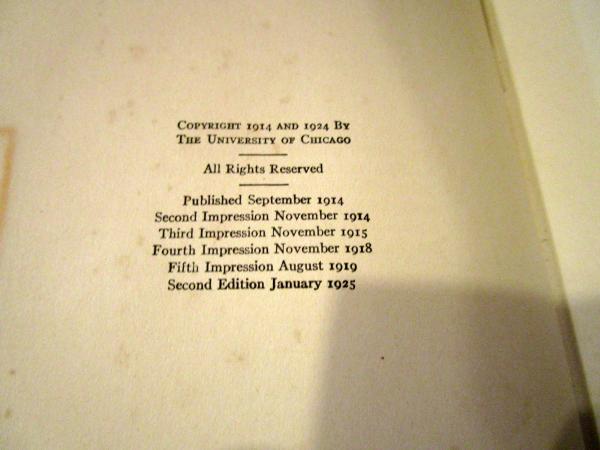 COPYRIGHT 1914 AND 1924 BY
THE UNIVERSITY OF CHICAGO
All Rights Reserved
Published September 1914
Second Impression November 1914
Third Impression November 1915
Fourth Impression November 1918
Fifth Impression August 1919
Second Edition January 1925